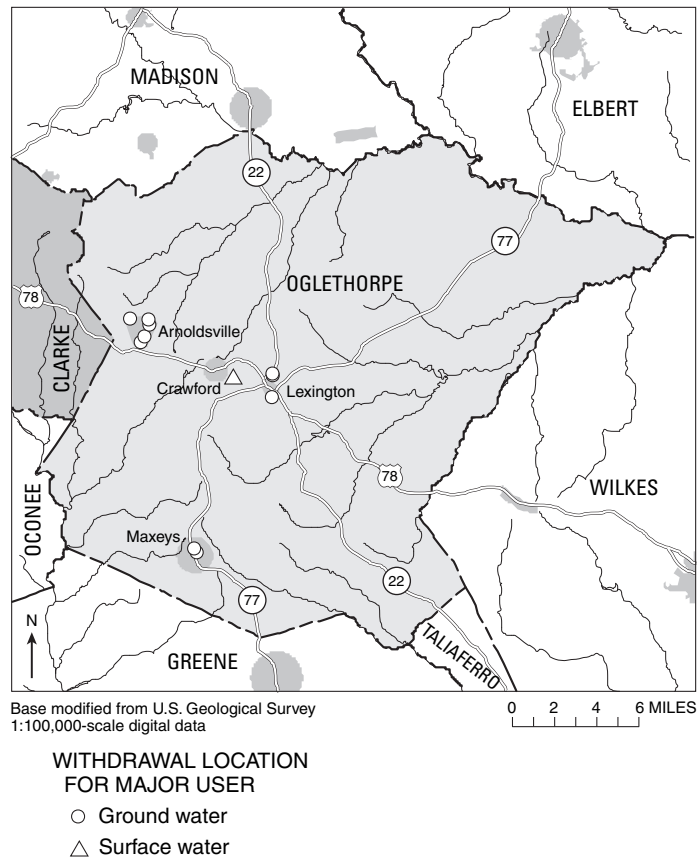 MADISON
ELBERT
22
77
OGLETHORPE
78
Arnoldsville
CLARKE
Crawford
Lexington
78
WILKES
OCONEE
Maxeys
22
77
N
TALIAFERRO
GREENE
Base modified from U.S. Geological Survey
1:100,000-scale digital data
0 2 4 6 MILES
WITHDRAWAL LOCATION
FOR MAJOR USER
Ground water
Surface water